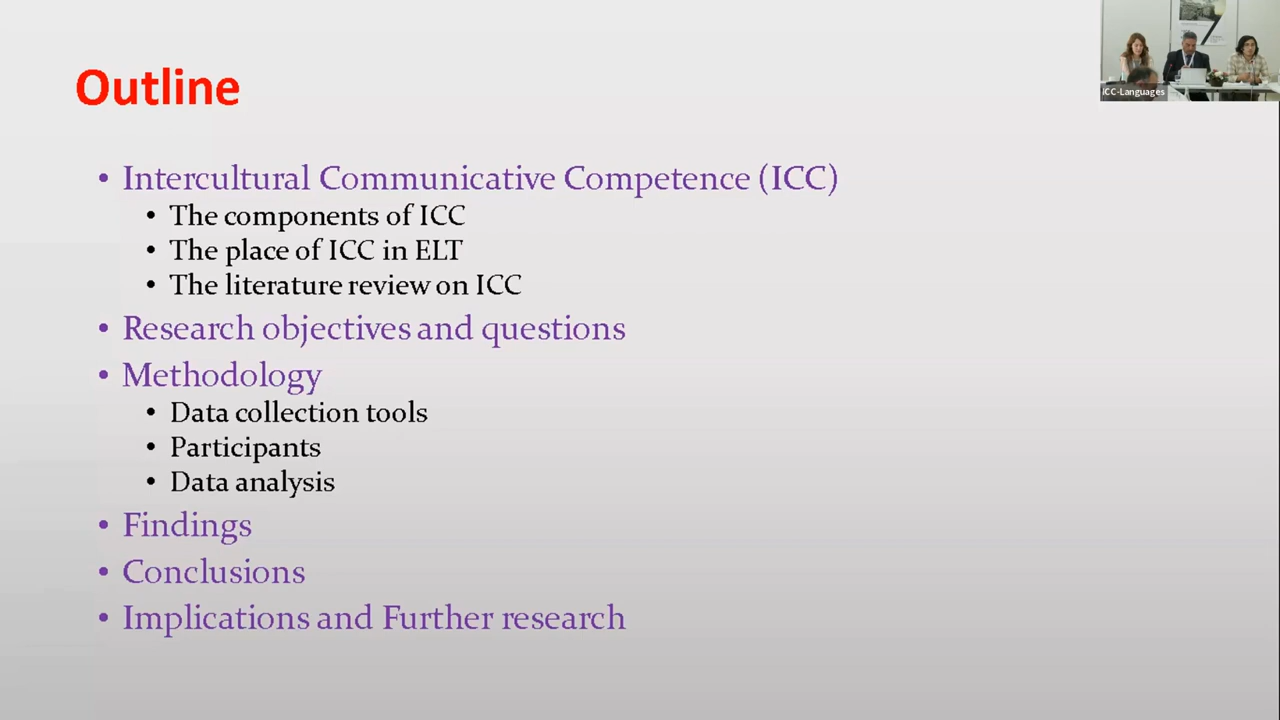 Outline
ICC-Languages
• Intercultural Communicative Competence (ICC)
• The components of ICC
• The place of ICC in ELT
• The literature review on ICC
• Research objectives and questions
• Methodology
• Data collection tools
• Participants
• Data analysis
• Findings
• Conclusions
• Implications and Further research